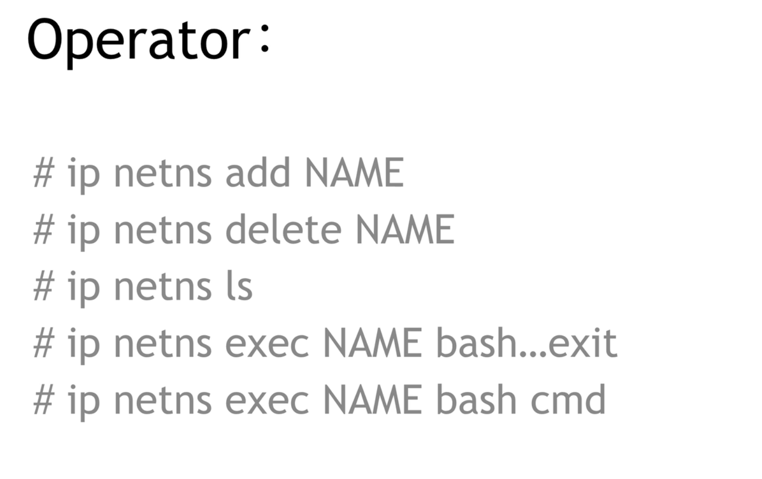 Operator：
# ip netns add NAME
# ip netns delete NAME
# ip netns ls
# ip netns exec NAME bash…exit
# ip netns exec NAME bash cmd